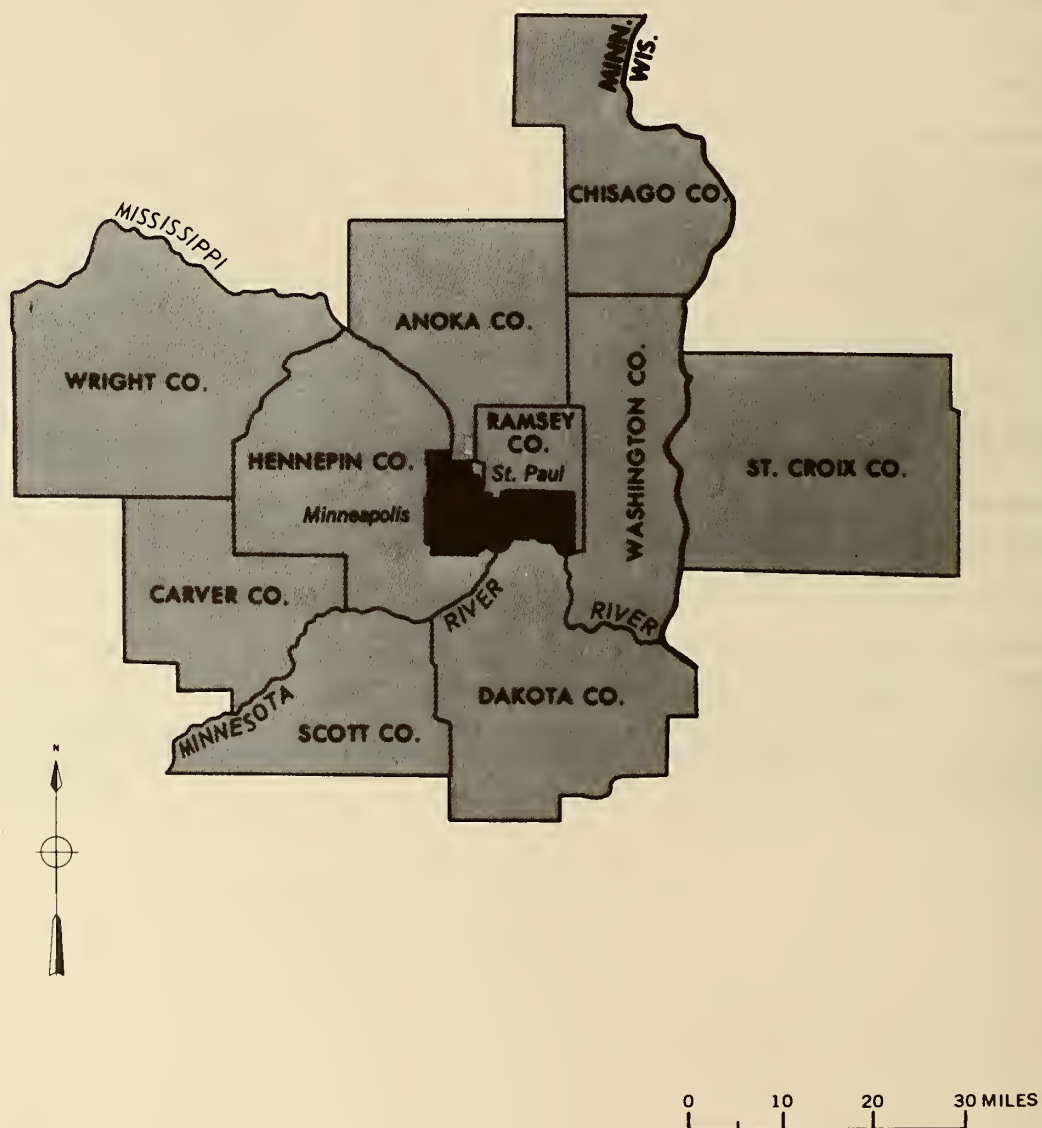 MINN.
WIS.
CHISAGO CO.
MISSISSIPPI
ANOKA CO.
WRIGHT CO.
WASHINGTON CO.
RAMSEY
CO.
HENNEPIN CO.
St. Paul
ST. CROIX CO.
Minneapolis
CARVER CO.
RIVER
RIVER
MINNESOTA
DAKOTA CO.
SCOTT CO.
N
0 10 20 30 MILES